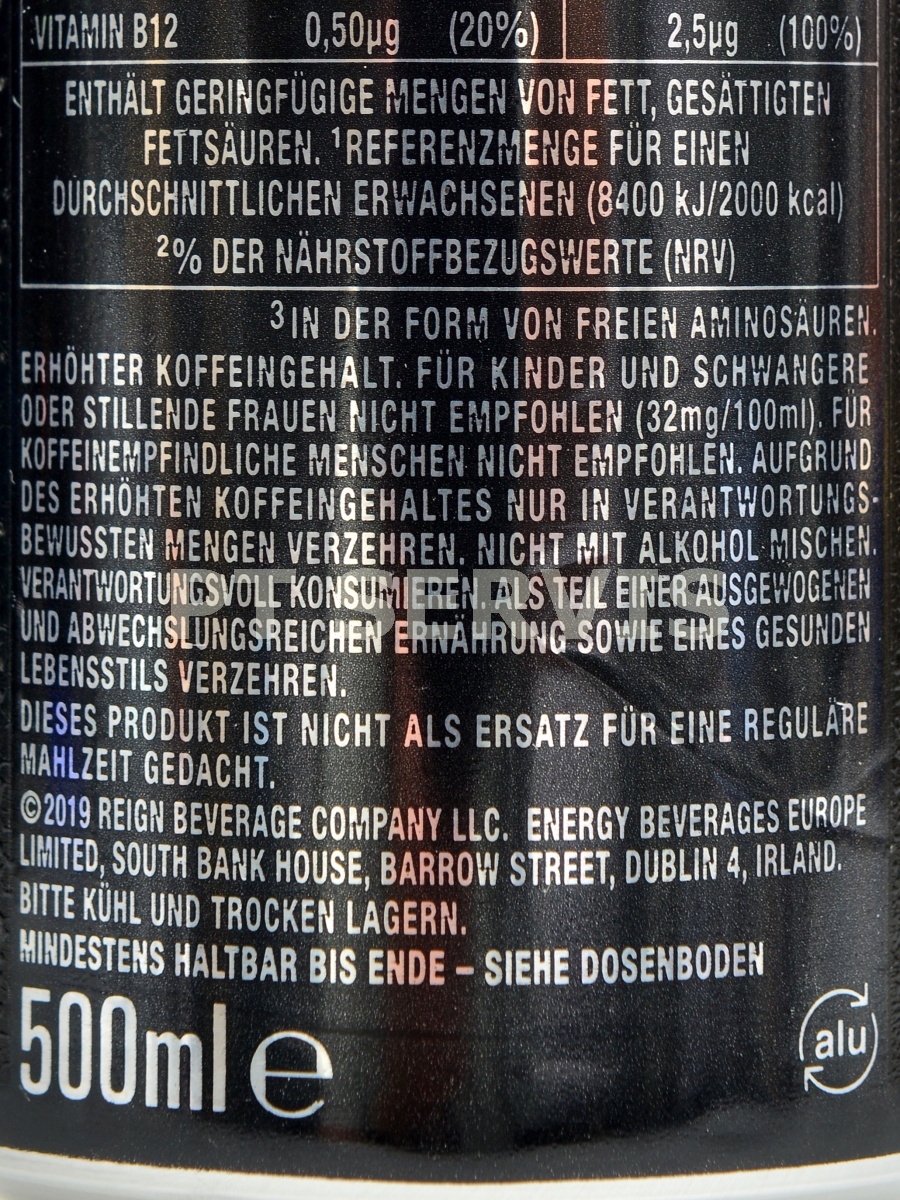 VITAMIN B12 0,50µg (20%) 2,5µg (100%)
ENTHÄLT GERINGFÜGIGE MENGEN VON FETT, GESÄTTIGTEN
FETTSÄUREN. ¹REFERENZMENGE FÜR EINEN
DURCHSCHNITTLICHEN ERWACHSENEN (8400 kJ/2000 kcal)
²% DER NÄHRSTOFFBEZUGSWERTE (NRV)
³IN DER FORM VON FREIEN AMINOSÄUREN.
ERHÖHTER KOFFEINGEHALT. FÜR KINDER UND SCHWANGERE
ODER STILLENDE FRAUEN NICHT EMPFOHLEN (32mg/100ml). FÜR
KOFFEINEMPFINDLICHE MENSCHEN NICHT EMPFOHLEN. AUFGRUND
DES ERHÖHTEN KOFFEINGEHALTES NUR IN VERANTWORTUNGS-
BEWUSSTEN MENGEN VERZEHREN. NICHT MIT ALKOHOL MISCHEN.
VERANTWORTUNGSVOLL KONSUMIEREN. ALS TEIL EINER AUSGEWOGENEN
PT SERVIS
UND ABWECHSLUNGSREICHEN ERNÄHRUNG SOWIE EINES GESUNDEN
LEBENSSTILS VERZEHREN.
DIESES PRODUKT IST NICHT ALS ERSATZ FÜR EINE REGULÄRE
MAHLZEIT GEDACHT.
©2019 REIGN BEVERAGE COMPANY LLC. ENERGY BEVERAGES EUROPE
LIMITED, SOUTH BANK HOUSE, BARROW STREET, DUBLIN 4, IRLAND.
BITTE KÜHL UND TROCKEN LAGERN.
MINDESTENS HALTBAR BIS ENDE – SIEHE DOSENBODEN
500ml e
alu